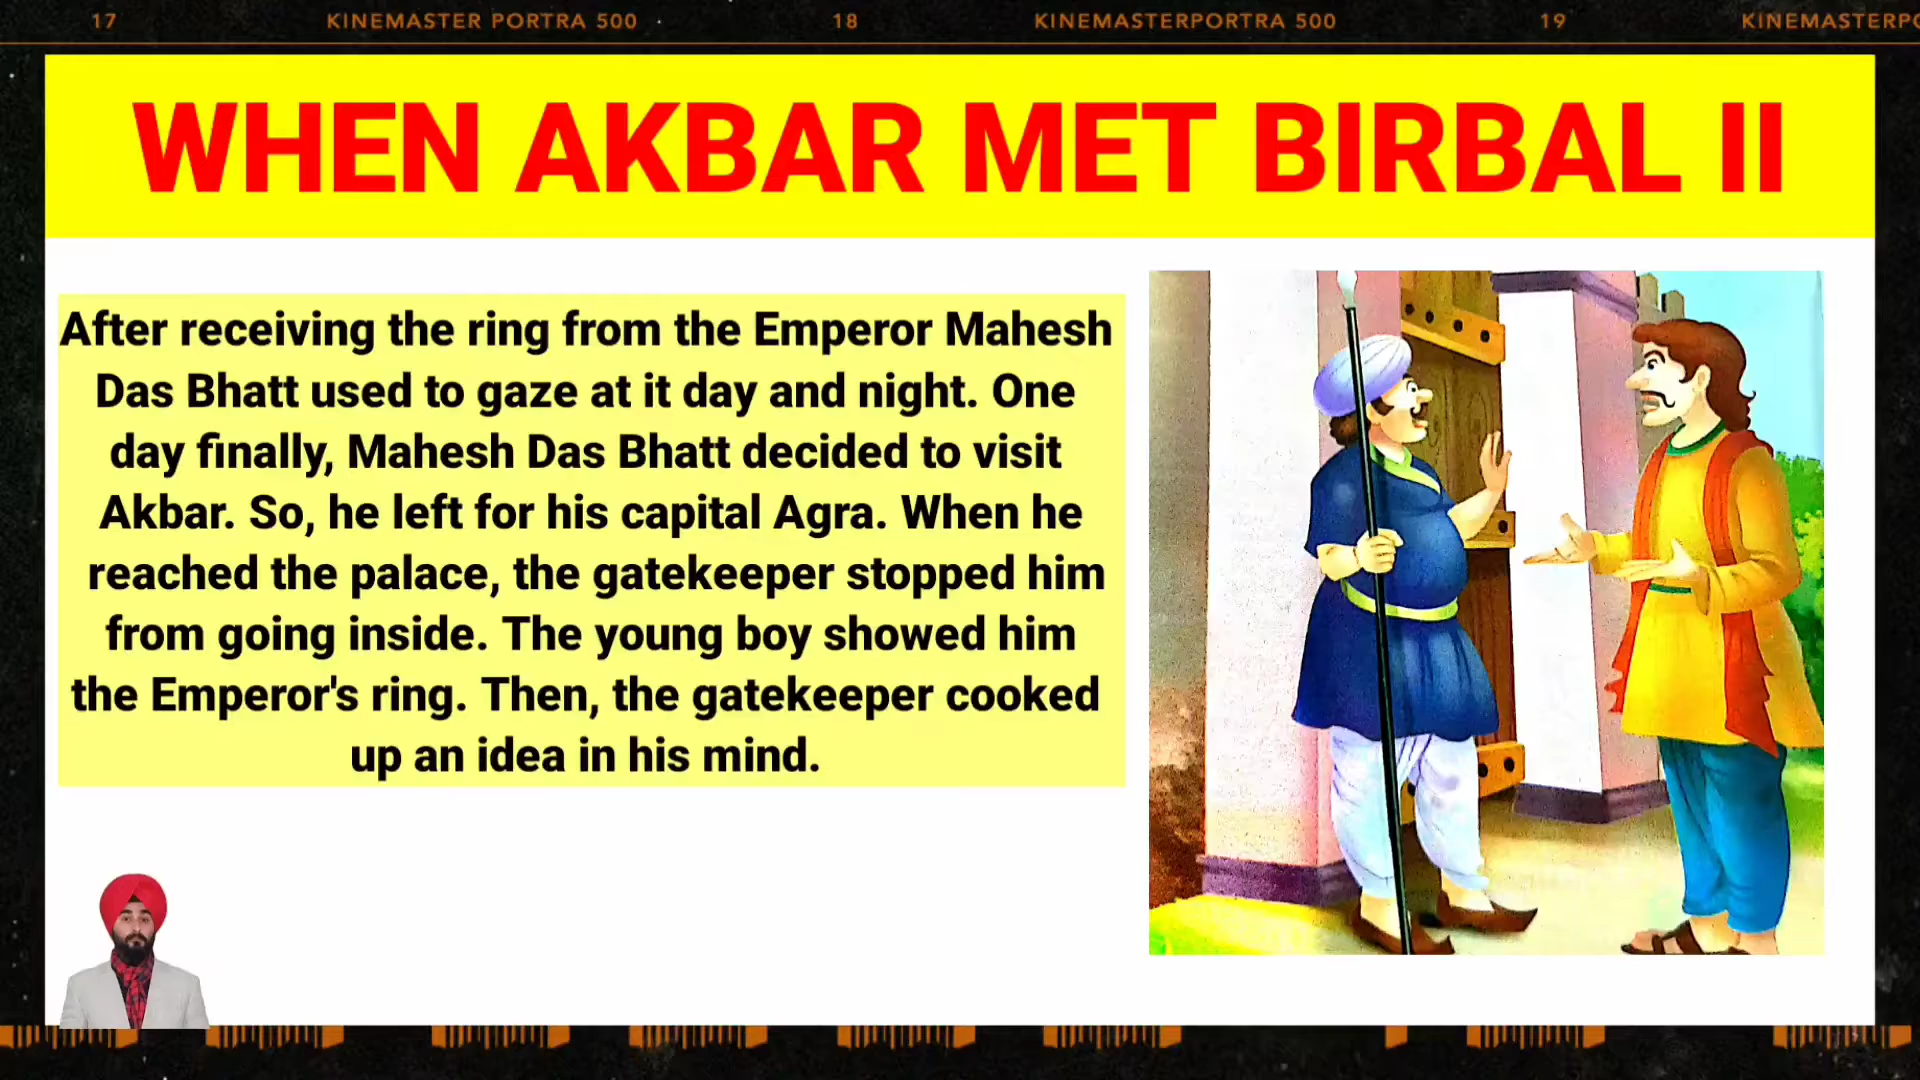 17 KINEMASTER PORTRA 500 18 KINEMASTERPORTRA 500 19 KINEMASTERPO
WHEN AKBAR MET BIRBAL II
After receiving the ring from the Emperor Mahesh
Das Bhatt used to gaze at it day and night. One
day finally, Mahesh Das Bhatt decided to visit
Akbar. So, he left for his capital Agra. When he
reached the palace, the gatekeeper stopped him
from going inside. The young boy showed him
the Emperor's ring. Then, the gatekeeper cooked
up an idea in his mind.